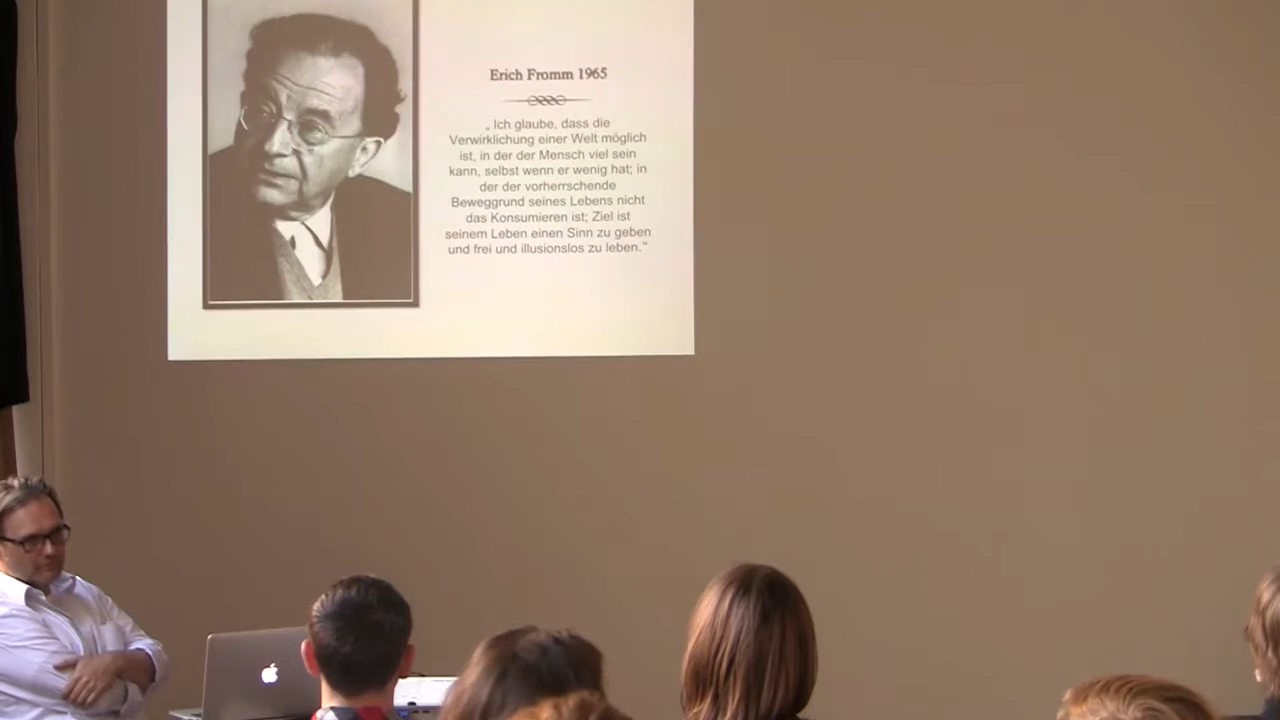 Erich Fromm 1965
„ Ich glaube, dass die
Verwirklichung einer Welt möglich
ist, in der der Mensch viel sein
kann, selbst wenn er wenig hat; in
der der vorherrschende
Beweggrund seines Lebens nicht
das Konsumieren ist; Ziel ist
seinem Leben einen Sinn zu geben
und frei und illusionslos zu leben.“